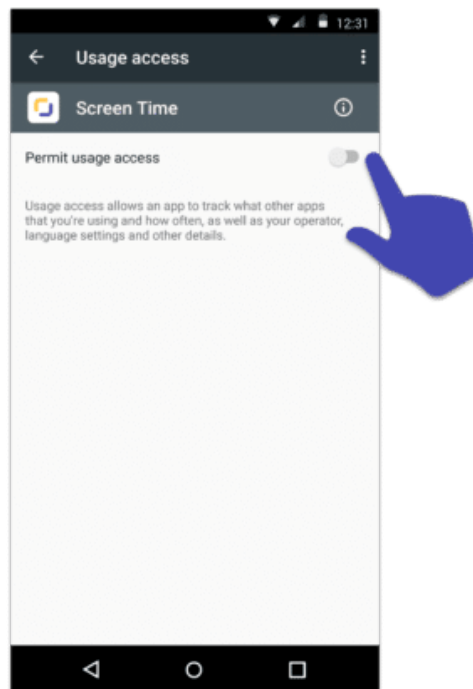 12:31
Usage access
Screen Time
Permit usage access
Usage access allows an app to track what other apps
that you're using and how often, as well as your operator,
language settings and other details.